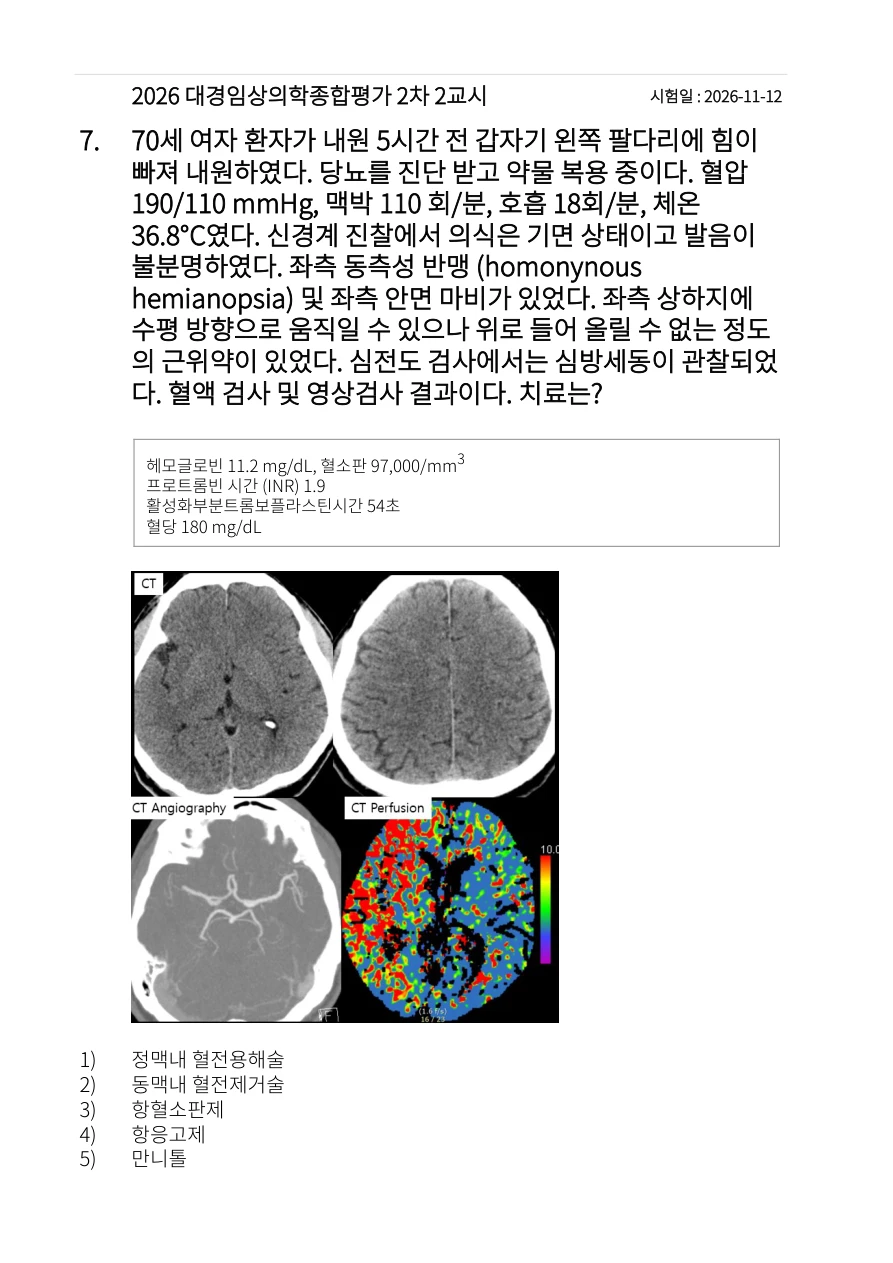 2026 대경임상의학종합평가 2차 2교시
시험일 : 2026-11-12
7. 70세 여자 환자가 내원 5시간 전 갑자기 왼쪽 팔다리에 힘이
빠져 내원하였다. 당뇨를 진단 받고 약물 복용 중이다. 혈압
190/110 mmHg, 맥박 110 회/분, 호흡 18회/분, 체온
36.8°C였다. 신경계 진찰에서 의식은 기면 상태이고 발음이
불분명하였다. 좌측 동측성 반맹 (homonynous
hemianopsia) 및 좌측 안면 마비가 있었다. 좌측 상하지에
수평 방향으로 움직일 수 있으나 위로 들어 올릴 수 없는 정도
의 근위약이 있었다. 심전도 검사에서는 심방세동이 관찰되었
다. 혈액 검사 및 영상검사 결과이다. 치료는?
헤모글로빈 11.2 mg/dL, 혈소판 97,000/mm3
프로트롬빈 시간 (INR) 1.9
활성화부분트롬보플라스틴시간 54초
혈당 180 mg/dL
CT
CT Angiography
CT Perfusion
10.0
(1.6 f/s)
16 / 23
F
1) 정맥내 혈전용해술
2) 동맥내 혈전제거술
3) 항혈소판제
4) 항응고제
5) 만니톨